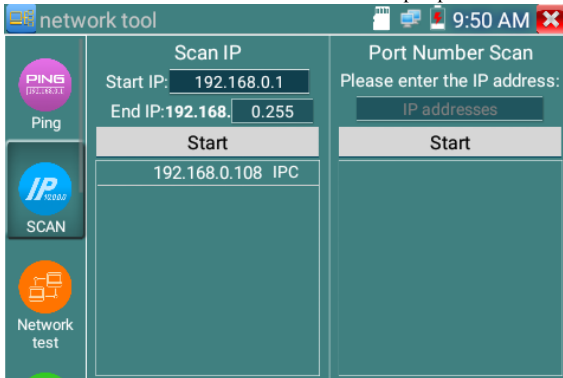 network tool
9:50 AM
PING
Ping
SCAN
Network
test
Scan IP
Start IP: 192.168.0.1
End IP:192.168. 0.255
Start
192.168.0.108 IPC
Port Number Scan
Please enter the IP address:
IP addresses
Start
IP